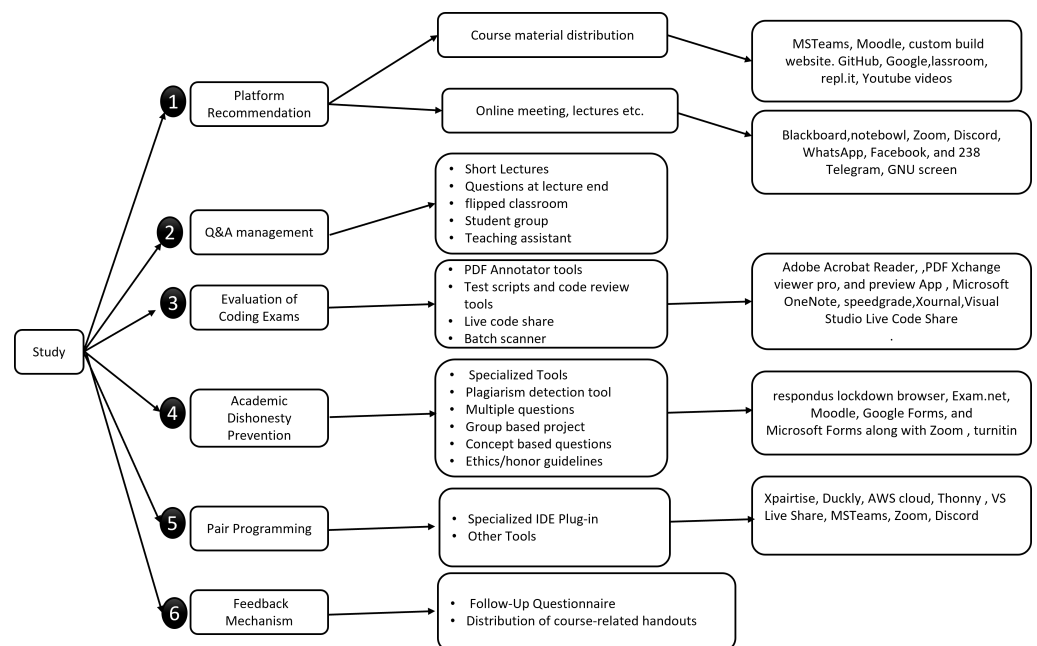 Course material distribution
MSTeams, Moodle, custom build
website. GitHub, Google,lassroom,
repl.it, Youtube videos
1
Platform
Recommendation
Online meeting, lectures etc.
Blackboard,notebowl, Zoom, Discord,
WhatsApp, Facebook, and 238
Telegram, GNU screen
2
Q&A management
• Short Lectures
• Questions at lecture end
• flipped classroom
• Student group
• Teaching assistant
3
Evaluation of
Coding Exams
• PDF Annotator tools
• Test scripts and code review
tools
• Live code share
• Batch scanner
Adobe Acrobat Reader, ,PDF Xchange
viewer pro, and preview App , Microsoft
OneNote, speedgrade,Xournal,Visual
Studio Live Code Share
.
Study
4
Academic
Dishonesty
Prevention
• Specialized Tools
• Plagiarism detection tool
• Multiple questions
• Group based project
• Concept based questions
• Ethics/honor guidelines
respondus lockdown browser, Exam.net,
Moodle, Google Forms, and
Microsoft Forms along with Zoom , turnitin
5
Pair Programming
• Specialized IDE Plug-in
• Other Tools
Xpairtise, Duckly, AWS cloud, Thonny , VS
Live Share, MSTeams, Zoom, Discord
6
Feedback
Mechanism
• Follow-Up Questionnaire
• Distribution of course-related handouts